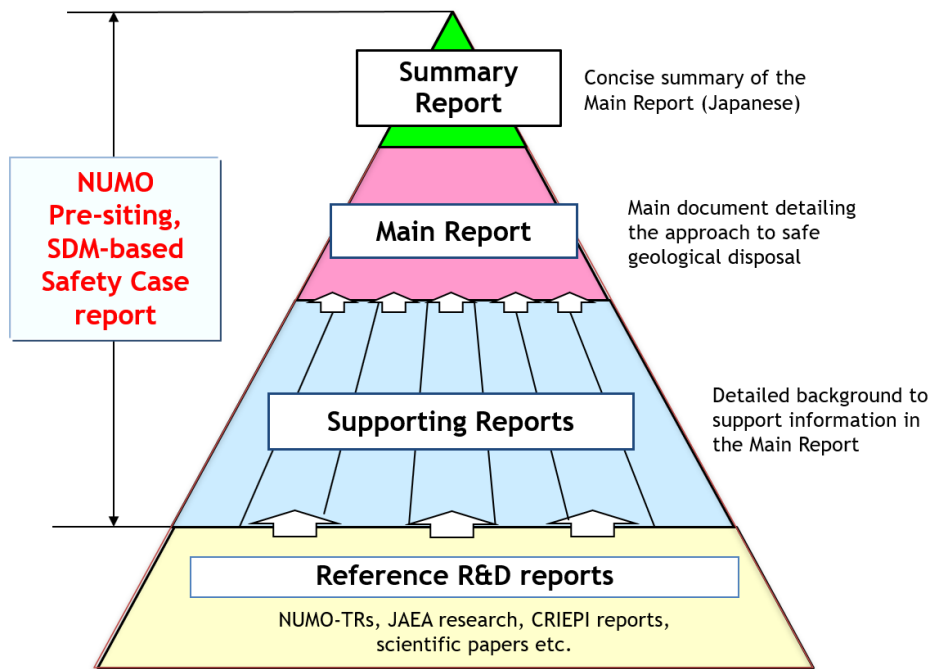 Summary
Report
Concise summary of the
Main Report (Japanese)
NUMO
Pre-siting,
SDM-based
Safety Case
report
Main Report
Main document detailing
the approach to safe
geological disposal
Supporting Reports
Detailed background to
support information in
the Main Report
Reference R&D reports
NUMO-TRs, JAEA research, CRIEPI reports,
scientific papers etc.